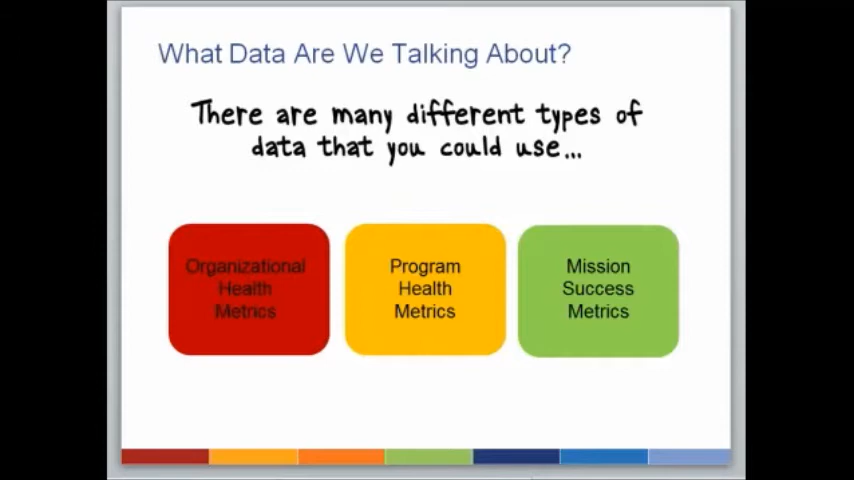 What Data Are We Talking About?
There are many different types of
data that you could use...
Organizational
Health
Metrics
Program
Health
Metrics
Mission
Success
Metrics